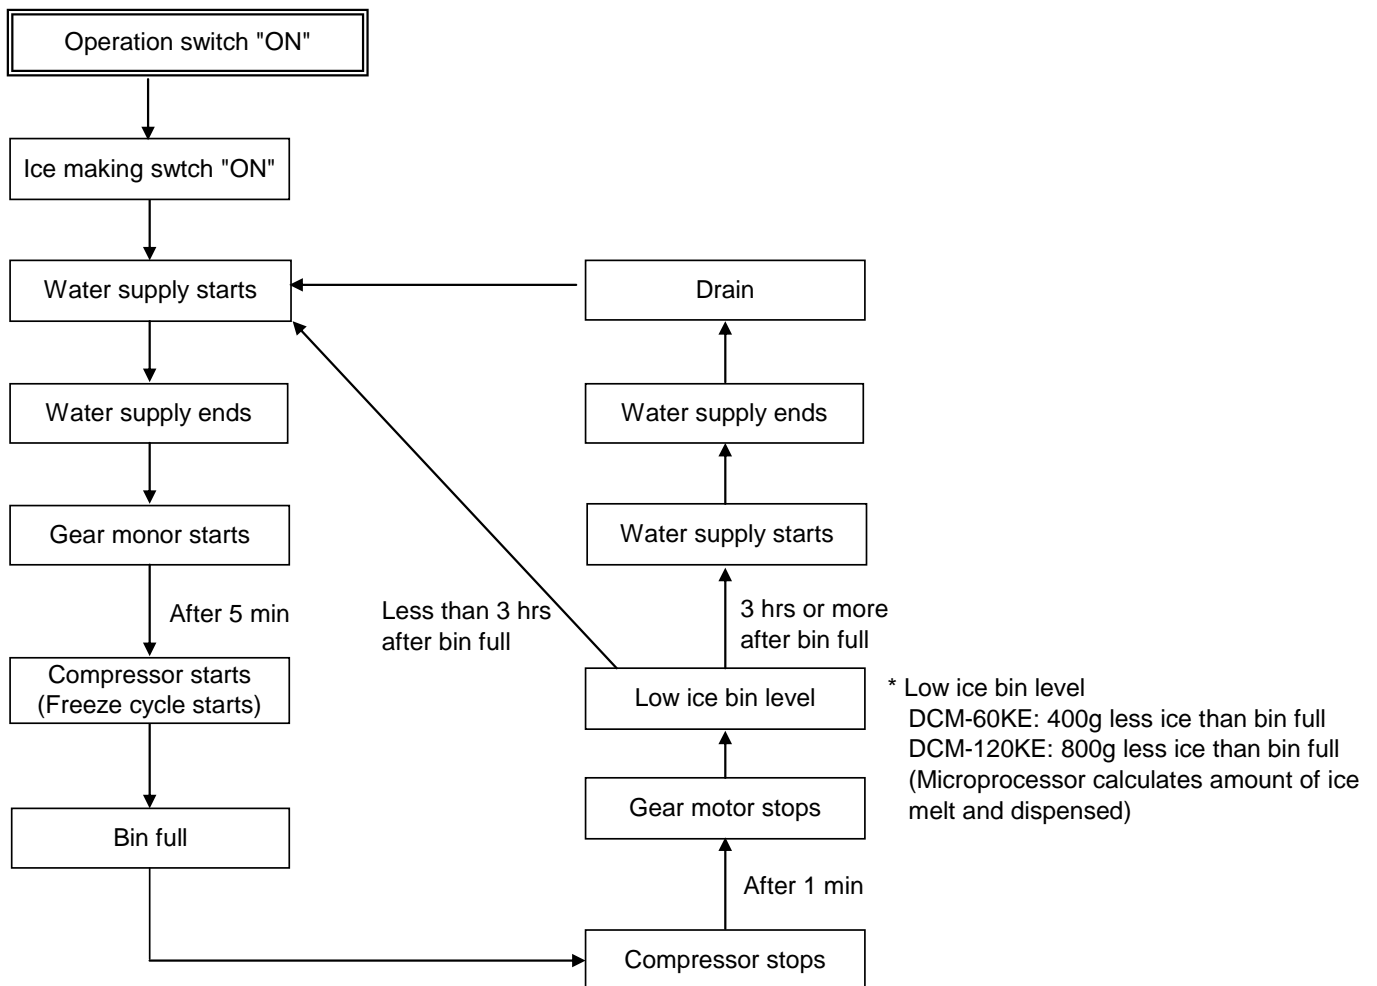 Operation switch "ON"
Ice making swtch "ON"
Water supply starts
Water supply ends
Gear monor starts
After 5 min
Compressor starts
(Freeze cycle starts)
Bin full
Drain
Water supply ends
Water supply starts
Less than 3 hrs
after bin full
3 hrs or more
after bin full
Low ice bin level
Gear motor stops
After 1 min
Compressor stops
* Low ice bin level
DCM-60KE: 400g less ice than bin full
DCM-120KE: 800g less ice than bin full
(Microprocessor calculates amount of ice
melt and dispensed)